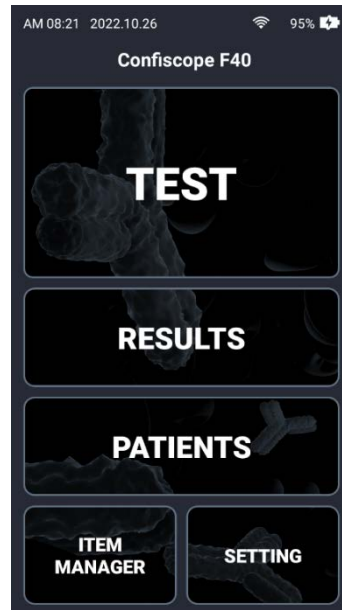 AM 08:21 2022.10.26 95%
Confiscope F40
TEST
RESULTS
PATIENTS
ITEM
MANAGER
SETTING